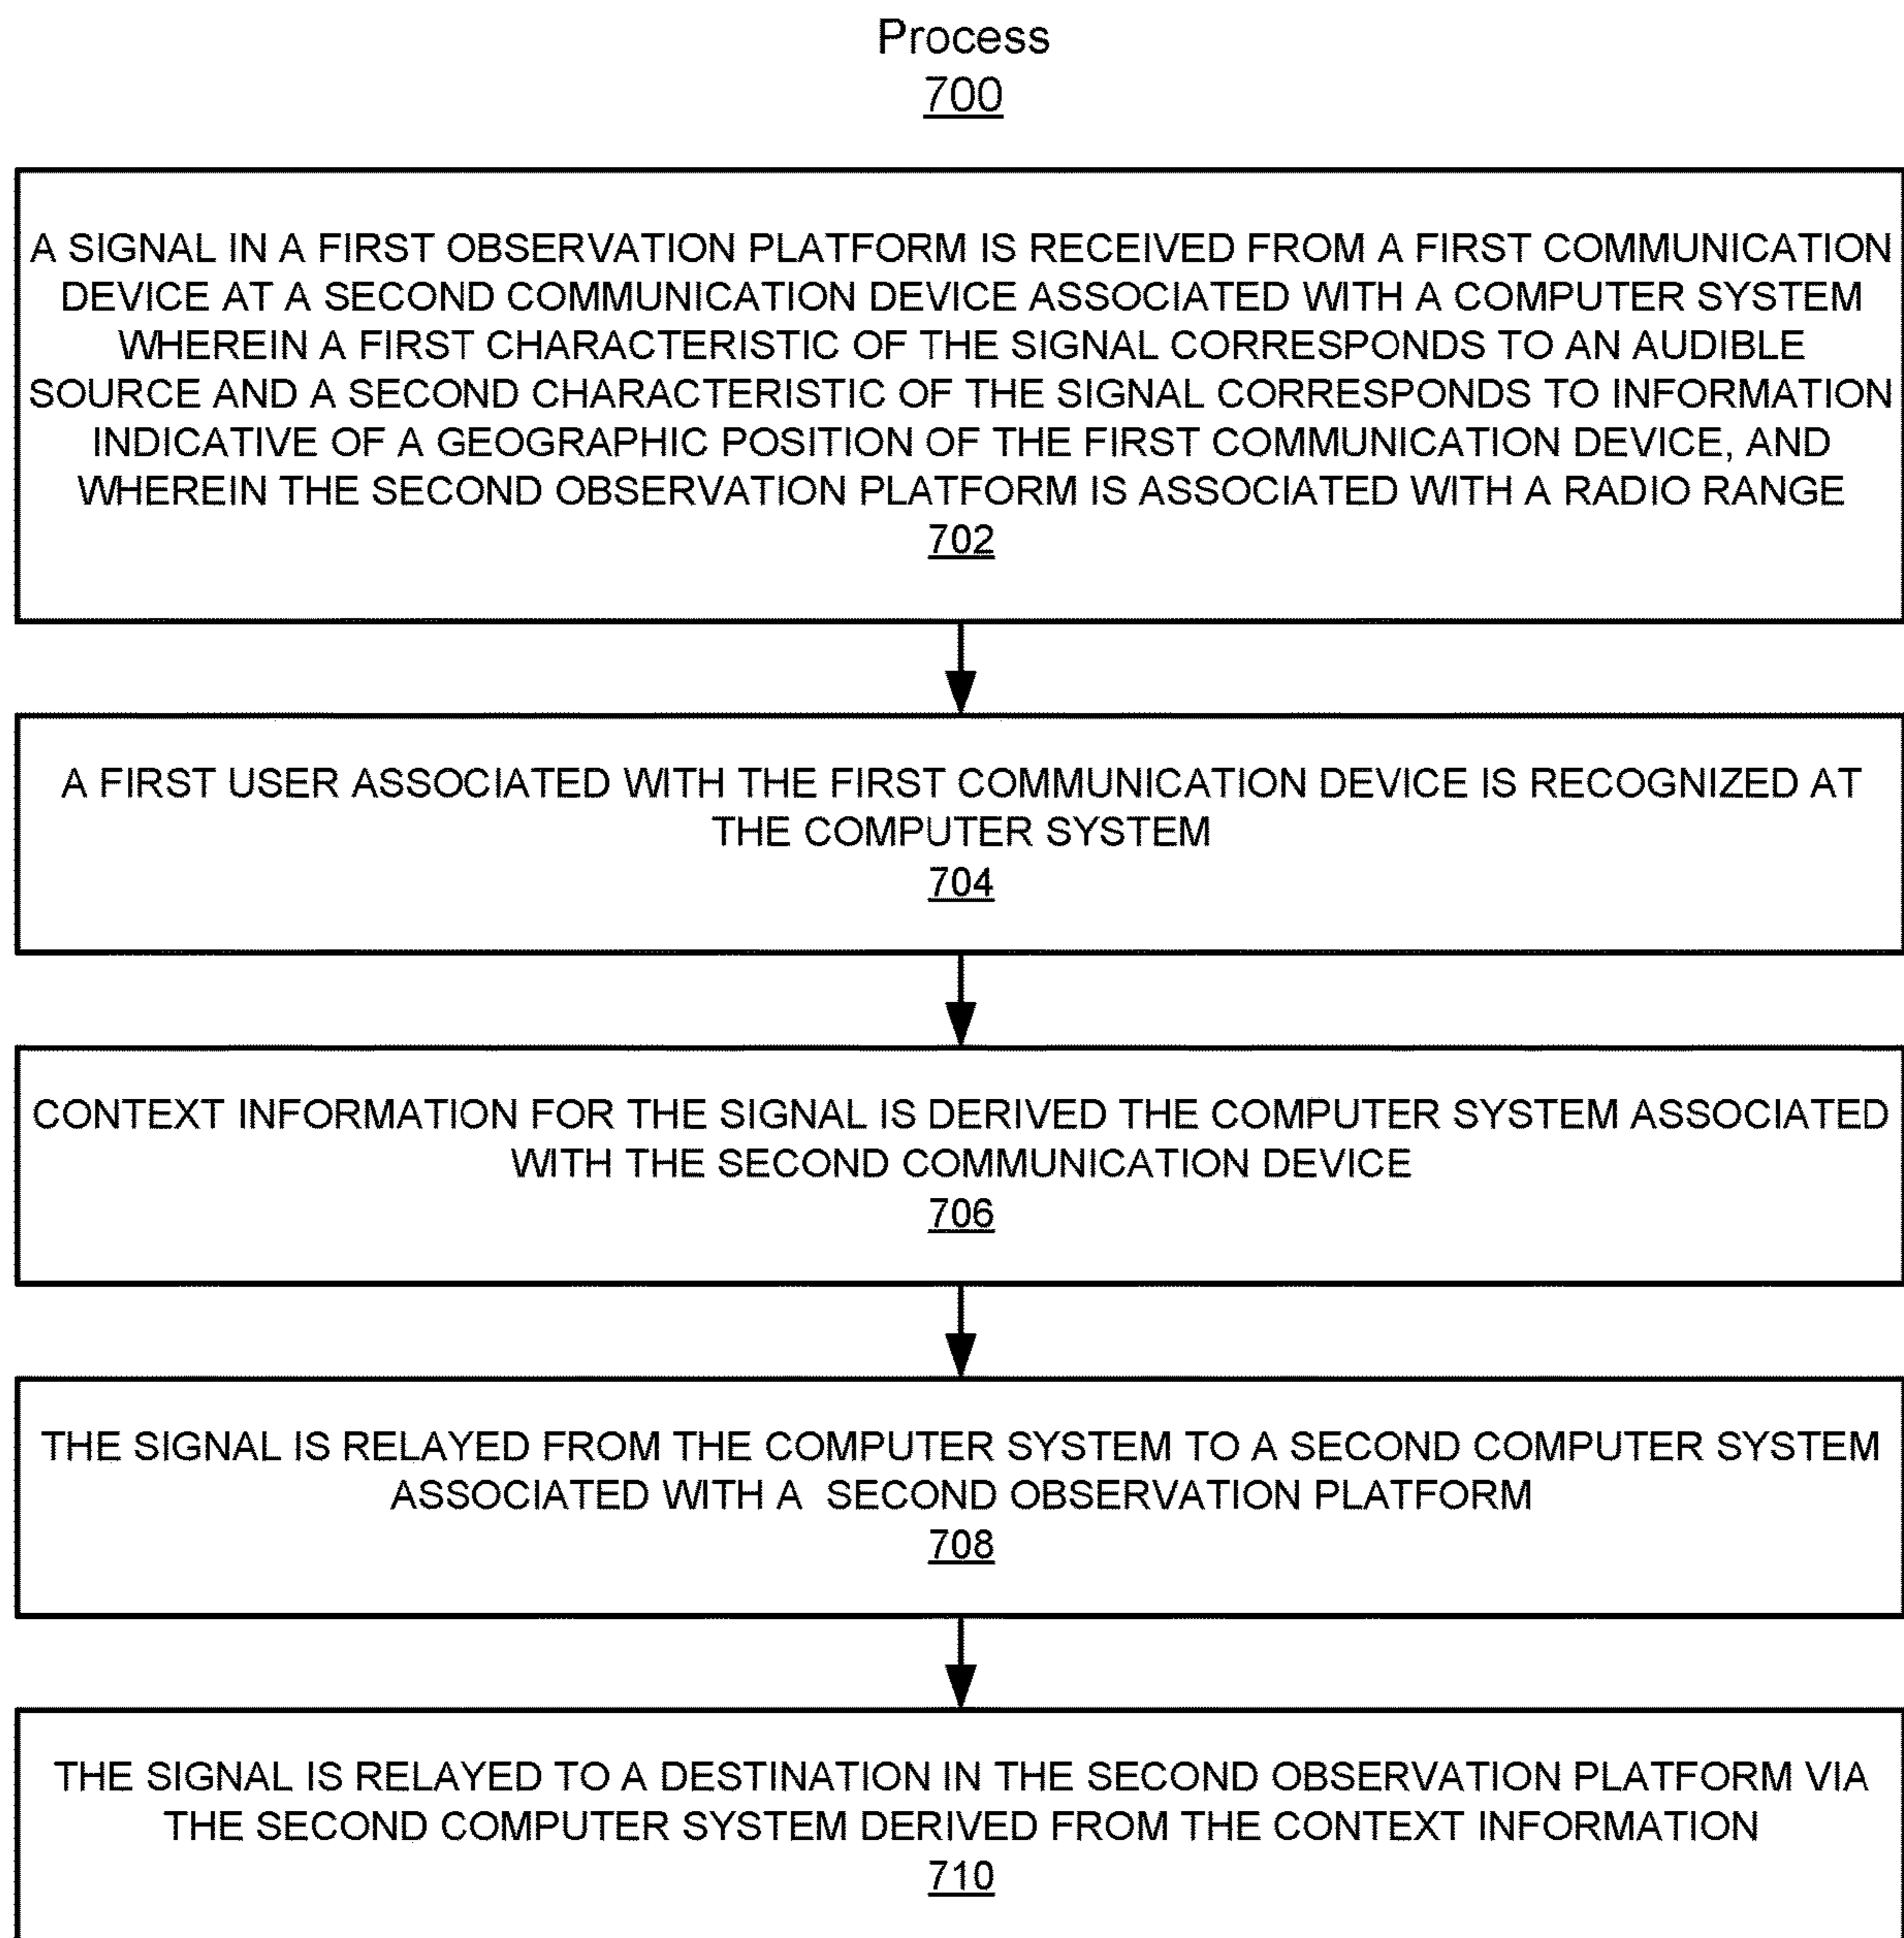 Process
700
A SIGNAL IN A FIRST OBSERVATION PLATFORM IS RECEIVED FROM A FIRST COMMUNICATION
DEVICE AT A SECOND COMMUNICATION DEVICE ASSOCIATED WITH A COMPUTER SYSTEM
WHEREIN A FIRST CHARACTERISTIC OF THE SIGNAL CORRESPONDS TO AN AUDIBLE
SOURCE AND A SECOND CHARACTERISTIC OF THE SIGNAL CORRESPONDS TO INFORMATION
INDICATIVE OF A GEOGRAPHIC POSITION OF THE FIRST COMMUNICATION DEVICE, AND
WHEREIN THE SECOND OBSERVATION PLATFORM IS ASSOCIATED WITH A RADIO RANGE
702
A FIRST USER ASSOCIATED WITH THE FIRST COMMUNICATION DEVICE IS RECOGNIZED AT
THE COMPUTER SYSTEM
704
CONTEXT INFORMATION FOR THE SIGNAL IS DERIVED THE COMPUTER SYSTEM ASSOCIATED
WITH THE SECOND COMMUNICATION DEVICE
706
THE SIGNAL IS RELAYED FROM THE COMPUTER SYSTEM TO A SECOND COMPUTER SYSTEM
ASSOCIATED WITH A SECOND OBSERVATION PLATFORM
708
THE SIGNAL IS RELAYED TO A DESTINATION IN THE SECOND OBSERVATION PLATFORM VIA
THE SECOND COMPUTER SYSTEM DERIVED FROM THE CONTEXT INFORMATION
710